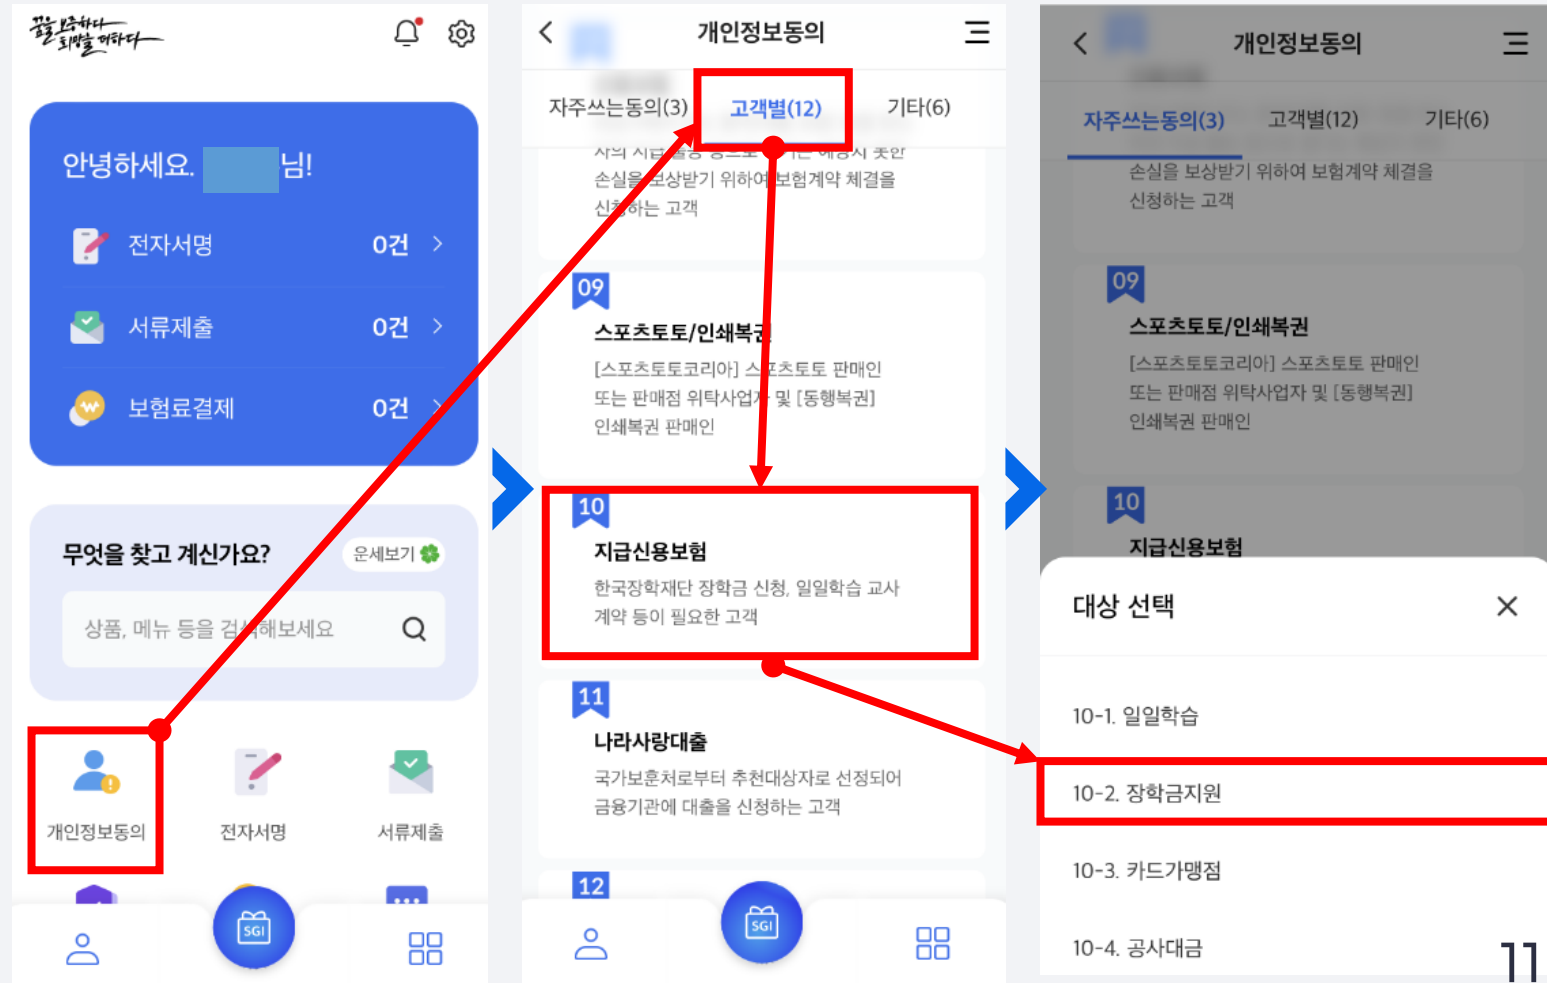 꿈을 보증하다
희망을 더하다
안녕하세요. 님!
전자서명 0건
서류제출 0건
보험료결제 0건
무엇을 찾고 계신가요? 운세보기
상품, 메뉴 등을 검색해보세요
개인정보동의 전자서명 서류제출
SGI
개인정보동의
자주쓰는동의(3) 고객별(12) 기타(6)
손실을 보상받기 위하여 보험계약 체결을
신청하는 고객
09
스포츠토토/인쇄복권
[스포츠토토코리아] 스포츠토토 판매인
또는 판매점 위탁사업자 및 [동행복권]
인쇄복권 판매인
10
지급신용보험
한국장학재단 장학금 신청, 일일학습 교사
계약 등이 필요한 고객
11
나라사랑대출
국가보훈처로부터 추천대상자로 선정되어
금융기관에 대출을 신청하는 고객
12
SGI
개인정보동의
자주쓰는동의(3) 고객별(12) 기타(6)
손실을 보상받기 위하여 보험계약 체결을
신청하는 고객
09
스포츠토토/인쇄복권
[스포츠토토코리아] 스포츠토토 판매인
또는 판매점 위탁사업자 및 [동행복권]
인쇄복권 판매인
10
지급신용보험
대상 선택
10-1. 일일학습
10-2. 장학금지원
10-3. 카드가맹점
10-4. 공사대금
11